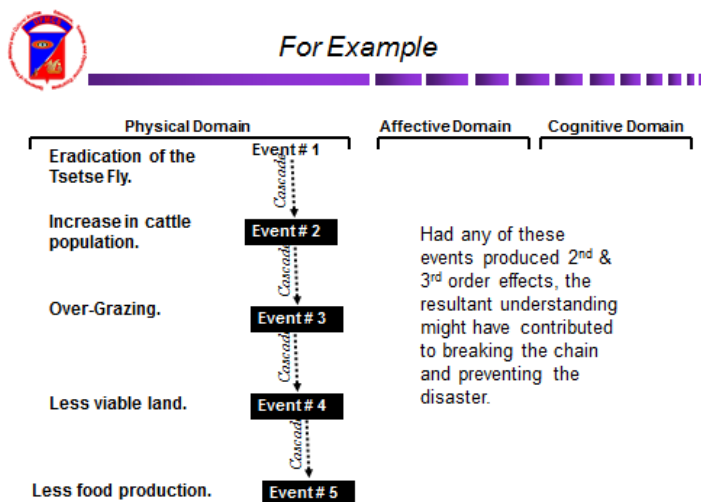 For Example
Physical Domain
Affective Domain
Cognitive Domain
Eradication of the
Tsetse Fly.
Event # 1
Cascade
Increase in cattle
population.
Event # 2
Cascade
Over-Grazing.
Event # 3
Cascade
Less viable land.
Event # 4
Cascade
Less food production.
Event # 5
Had any of these
events produced 2nd &
3rd order effects, the
resultant understanding
might have contributed
to breaking the chain
and preventing the
disaster.